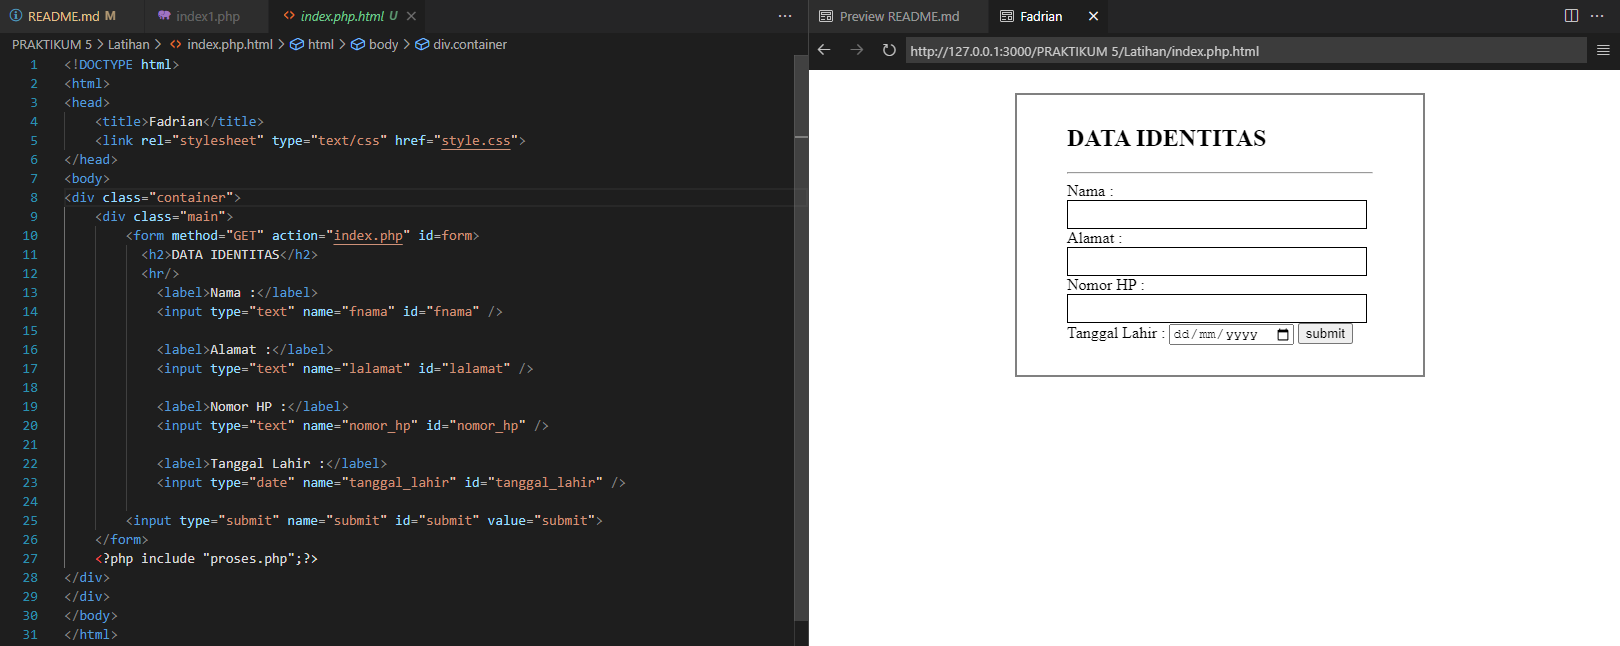 README.md M index1.php index.php.html U
PRAKTIKUM 5 > Latihan > index.php.html > html > body > div.container
1 <!DOCTYPE html>
2 <html>
3 <head>
4 <title>Fadrian</title>
5 <link rel="stylesheet" type="text/css" href="style.css">
6 </head>
7 <body>
8 <div class="container">
9 <div class="main">
10 <form method="GET" action="index.php" id=form>
11 <h2>DATA IDENTITAS</h2>
12 <hr/>
13 <label>Nama :</label>
14 <input type="text" name="fnama" id="fnama" />
15
16 <label>Alamat :</label>
17 <input type="text" name="lalamat" id="lalamat" />
18
19 <label>Nomor HP :</label>
20 <input type="text" name="nomor_hp" id="nomor_hp" />
21
22 <label>Tanggal Lahir :</label>
23 <input type="date" name="tanggal_lahir" id="tanggal_lahir" />
24
25 <input type="submit" name="submit" id="submit" value="submit">
26 </form>
27 <?php include "proses.php";?>
28 </div>
29 </div>
30 </body>
31 </html>
Preview README.md Fadrian
http://127.0.0.1:3000/PRAKTIKUM 5/Latihan/index.php.html
DATA IDENTITAS
Nama :
Alamat :
Nomor HP :
Tanggal Lahir : dd/mm/yyyy submit